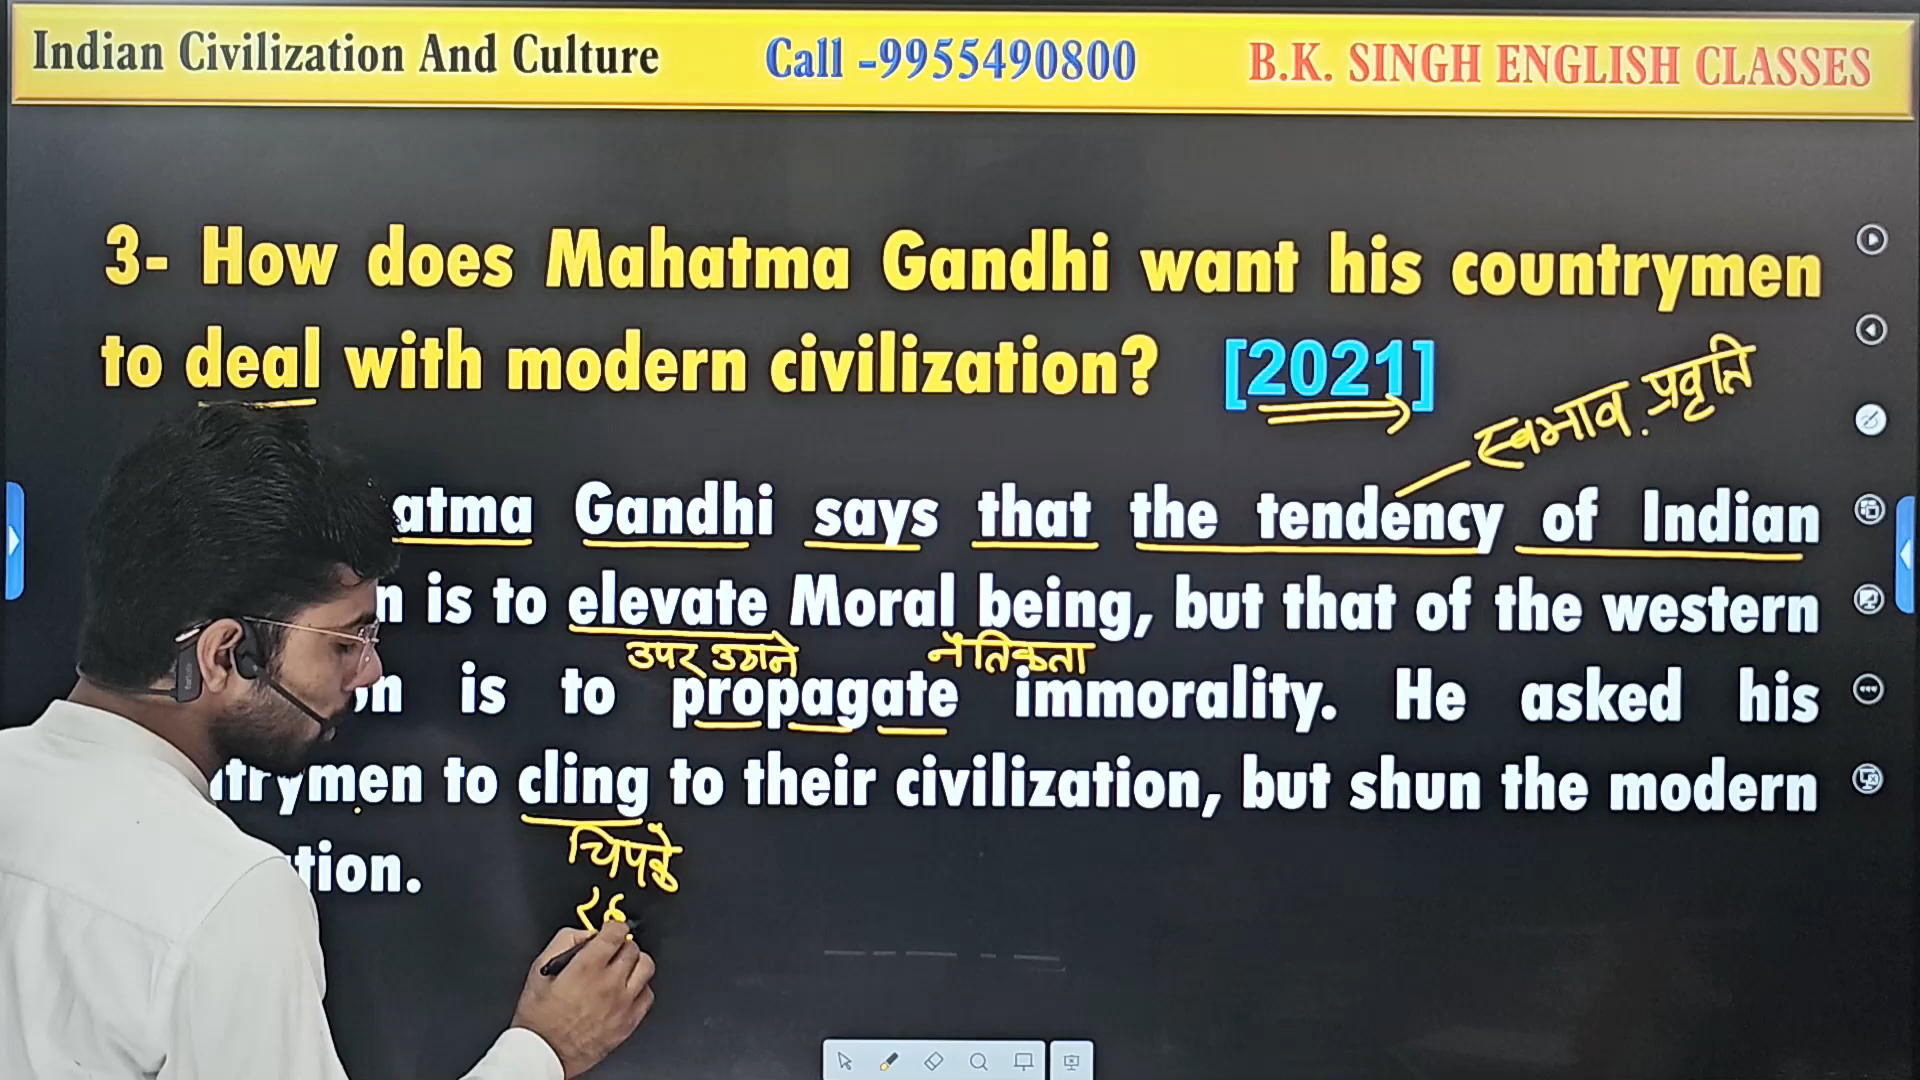 Indian Civilization And Culture Call -9955490800 B.K. SINGH ENGLISH CLASSES
3- How does Mahatma Gandhi want his countrymen
to deal with modern civilization? [2021]
स्वभाव. प्रवृति
atma Gandhi says that the tendency of Indian
n is to elevate Moral being, but that of the western
उपर उठाने नैतिकता
n is to propagate immorality. He asked his
trymen to cling to their civilization, but shun the modern
चिपके
tion.